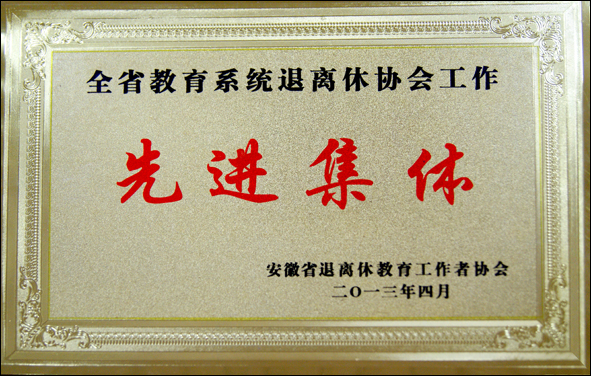 全省教育系统退离休协会工作
先进集体
安徽省退离休教育工作者协会
二〇一三年四月